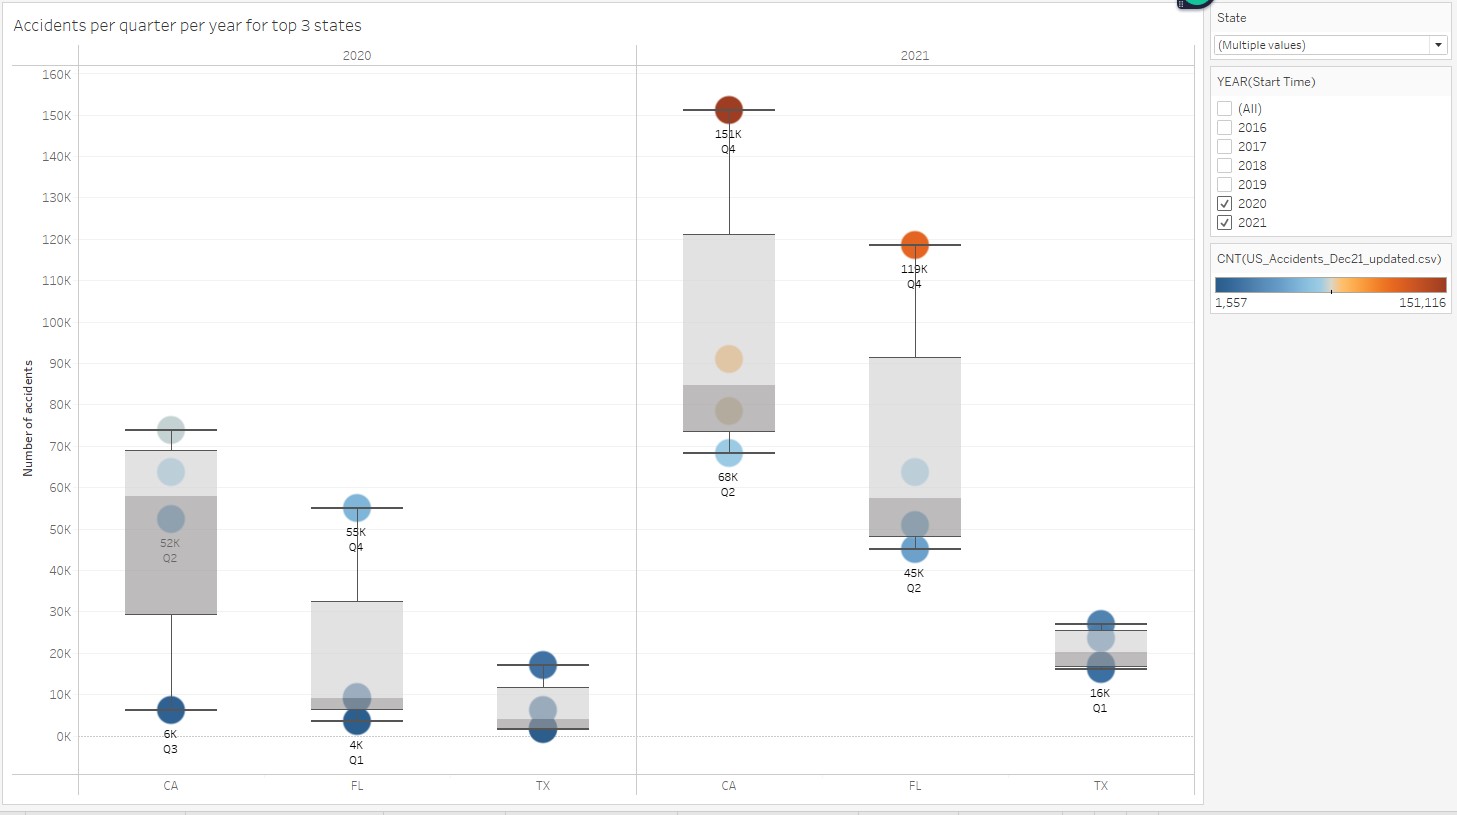 Accidents per quarter per year for top 3 states
2020
2021
160K
150K
140K
130K
120K
110K
100K
90K
80K
70K
60K
50K
40K
30K
20K
10K
0K
Number of accidents
52K
Q2
6K
Q3
55K
Q4
4K
Q1
151K
Q4
68K
Q2
119K
Q4
45K
Q2
16K
Q1
CA
FL
TX
CA
FL
TX
State
(Multiple values)
YEAR(Start Time)
(All)
2016
2017
2018
2019
2020
2021
CNT(US_Accidents_Dec21_updated.csv)
1,557
151,116